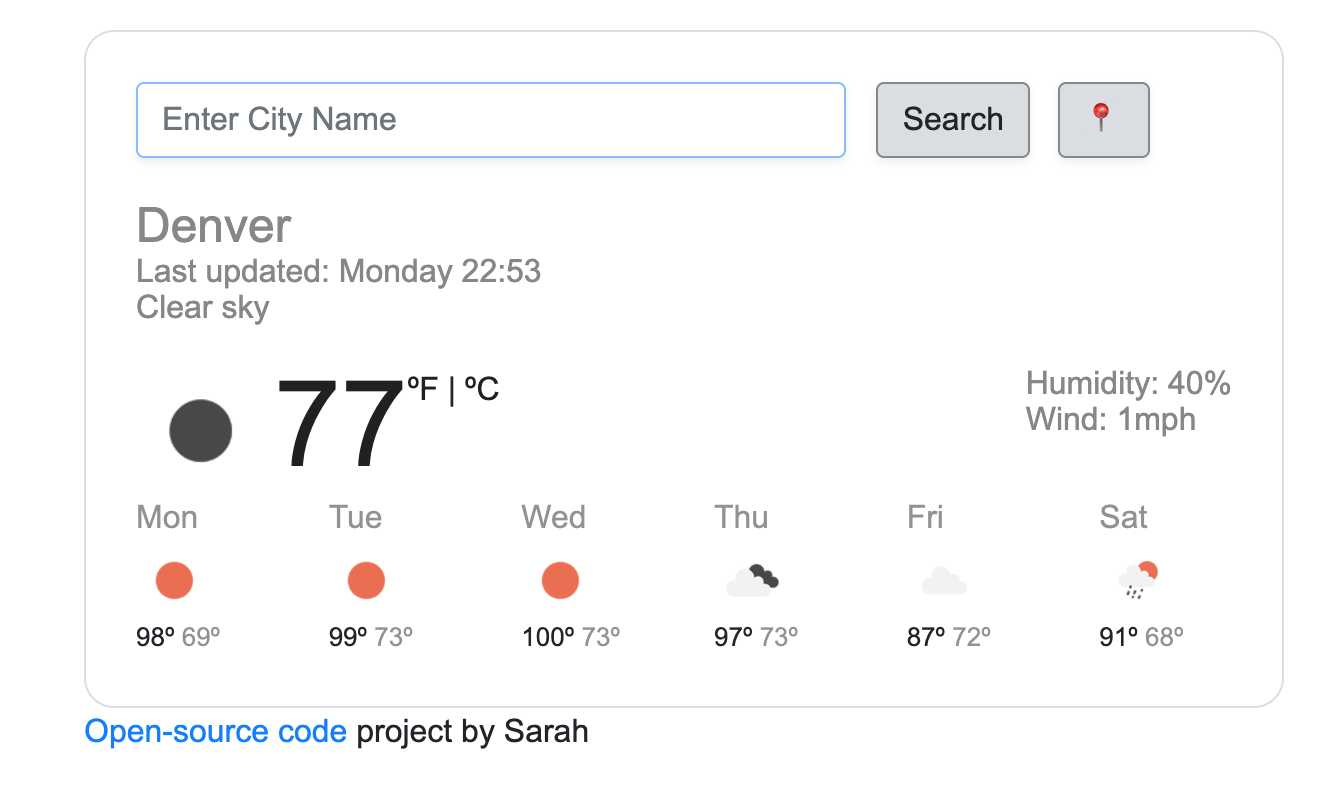 Enter City Name
Search
Denver
Last updated: Monday 22:53
Clear sky
77 ºF | ºC
Humidity: 40%
Wind: 1mph
Mon Tue Wed Thu Fri Sat
98º 69º 99º 73º 100º 73º 97º 73º 87º 72º 91º 68º
Open-source code project by Sarah